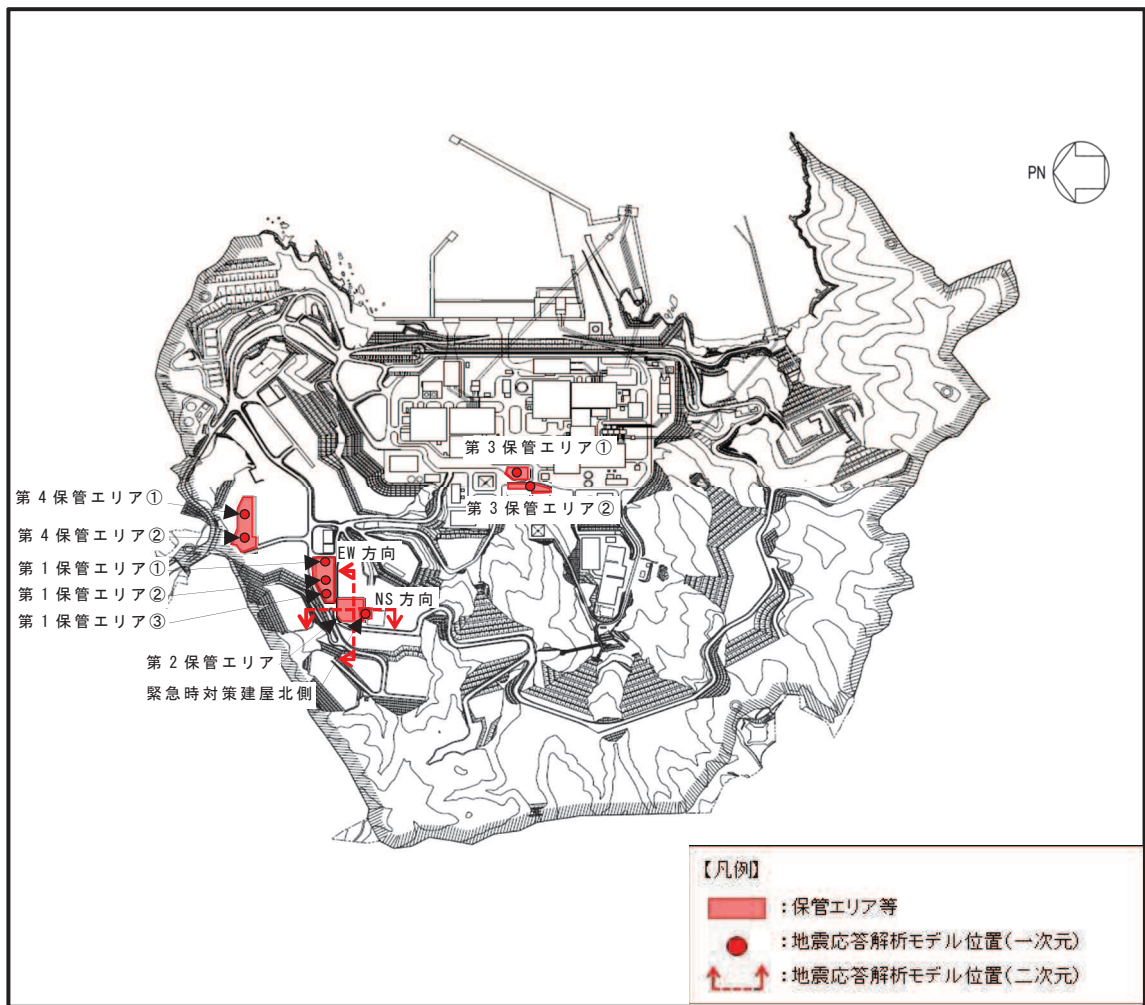 PN
第３保管エリア①
第４保管エリア①
第３保管エリア②
第４保管エリア②
EW方向
第１保管エリア①
第１保管エリア②
NS方向
第１保管エリア③
第２保管エリア
緊急時対策建屋北側
【凡例】
：保管エリア等
：地震応答解析モデル位置(一次元)
：地震応答解析モデル位置(二次元)